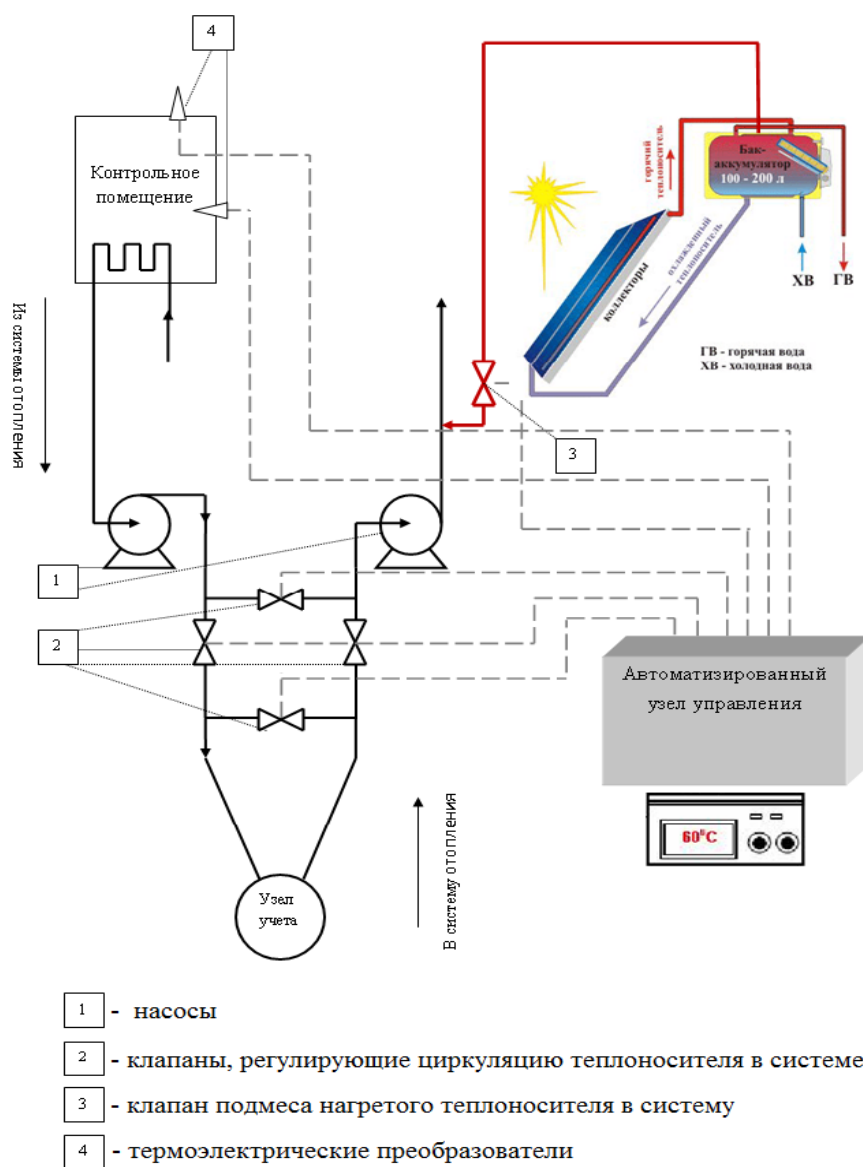 4
Контрольное
помещение
Из системы отопления
горячий
теплоноситель
Бак-
аккумулятор
100 - 200 л
охлажденный
теплоноситель
коллекторы
ХВ
ГВ
ГВ - горячая вода
ХВ - холодная вода
3
1
2
Автоматизированный
узел управления
60⁰С
В систему отопления
Узел
учета
1 - насосы
2 - клапаны, регулирующие циркуляцию теплоносителя в системе
3 - клапан подмеса нагретого теплоносителя в систему
4 - термоэлектрические преобразователи